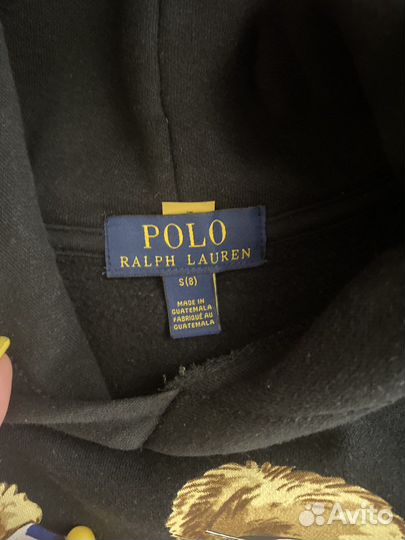 POLO
RALPH LAUREN
S(8)
MADE IN
GUATEMALA
FABRIQUÉ AU
GUATEMALA
Avito